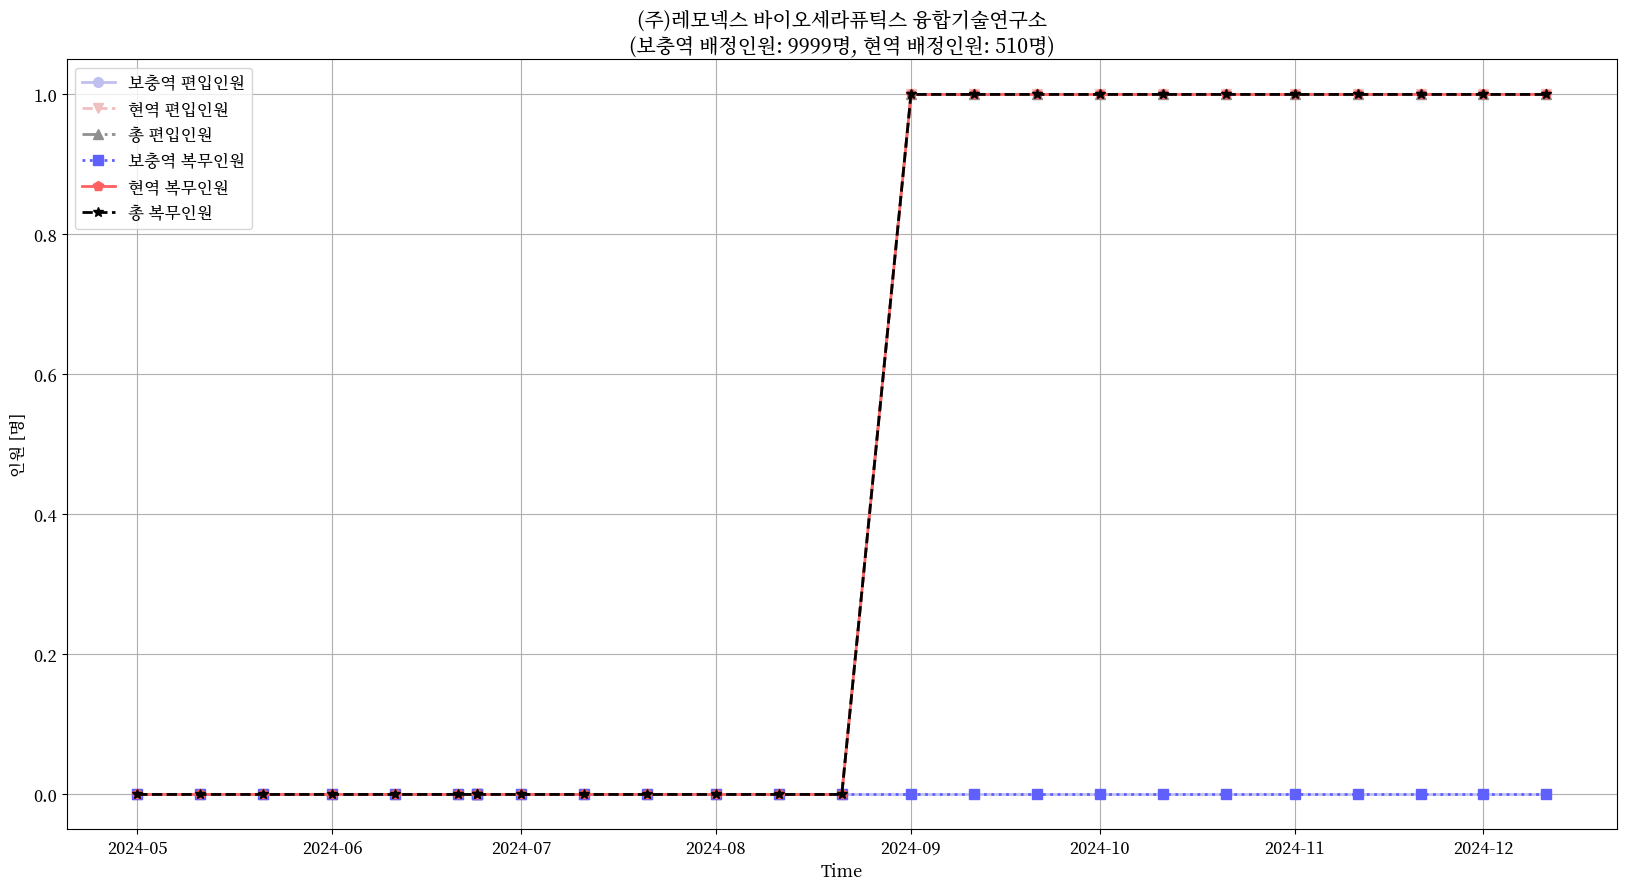 (주)레모넥스 바이오세라퓨틱스 융합기술연구소
(보충역 배정인원: 9999명, 현역 배정인원: 510명)
보충역 편입인원
현역 편입인원
총 편입인원
보충역 복무인원
현역 복무인원
총 복무인원
1.0
0.8
0.6
0.4
0.2
0.0
인원 [명]
2024-05 2024-06 2024-07 2024-08 2024-09 2024-10 2024-11 2024-12
Time